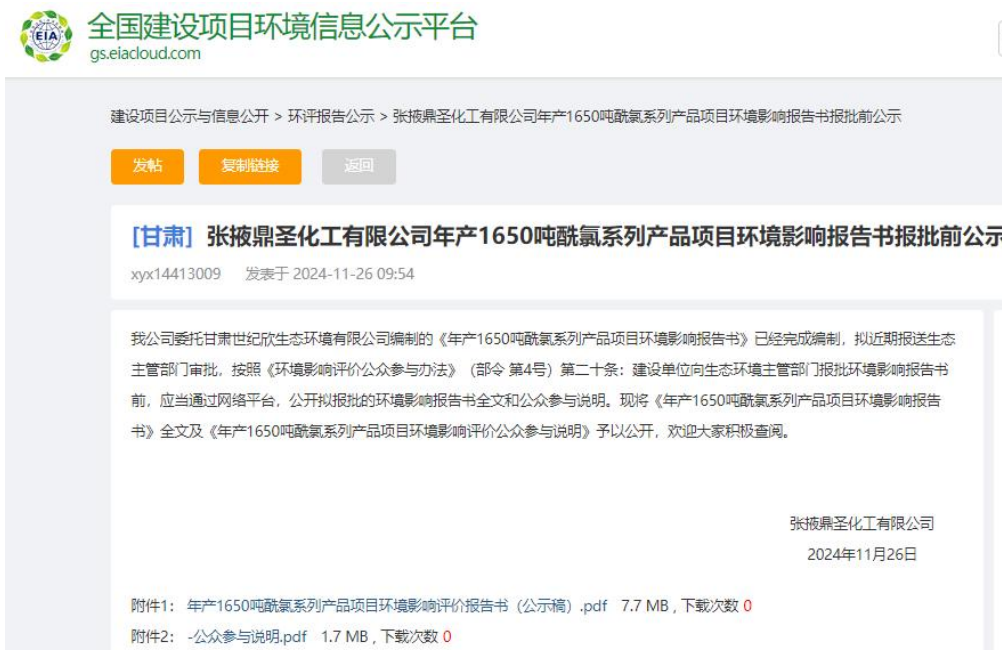 EIA
全国建设项目环境信息公示平台
gs.eiacloud.com
建设项目公示与信息公开 > 环评报告公示 > 张掖鼎圣化工有限公司年产1650吨酰氯系列产品项目环境影响报告书报批前公示
发帖 复制链接 返回
[甘肃] 张掖鼎圣化工有限公司年产1650吨酰氯系列产品项目环境影响报告书报批前公示
xyx14413009 发表于 2024-11-26 09:54
我公司委托甘肃世纪欣生态环境有限公司编制的《年产1650吨酰氯系列产品项目环境影响报告书》已经完成编制，拟近期报送生态
主管部门审批，按照《环境影响评价公众参与办法》（部令 第4号）第二十条：建设单位向生态环境主管部门报批环境影响报告书
前，应当通过网络平台，公开拟报批的环境影响报告书全文和公众参与说明。现将《年产1650吨酰氯系列产品项目环境影响报告
书》全文及《年产1650吨酰氯系列产品项目环境影响评价公众参与说明》予以公开，欢迎大家积极查阅。
张掖鼎圣化工有限公司
2024年11月26日
附件1： 年产1650吨酰氯系列产品项目环境影响评价报告书（公示稿）.pdf 7.7 MB , 下载次数 0
附件2： -公众参与说明.pdf 1.7 MB , 下载次数 0